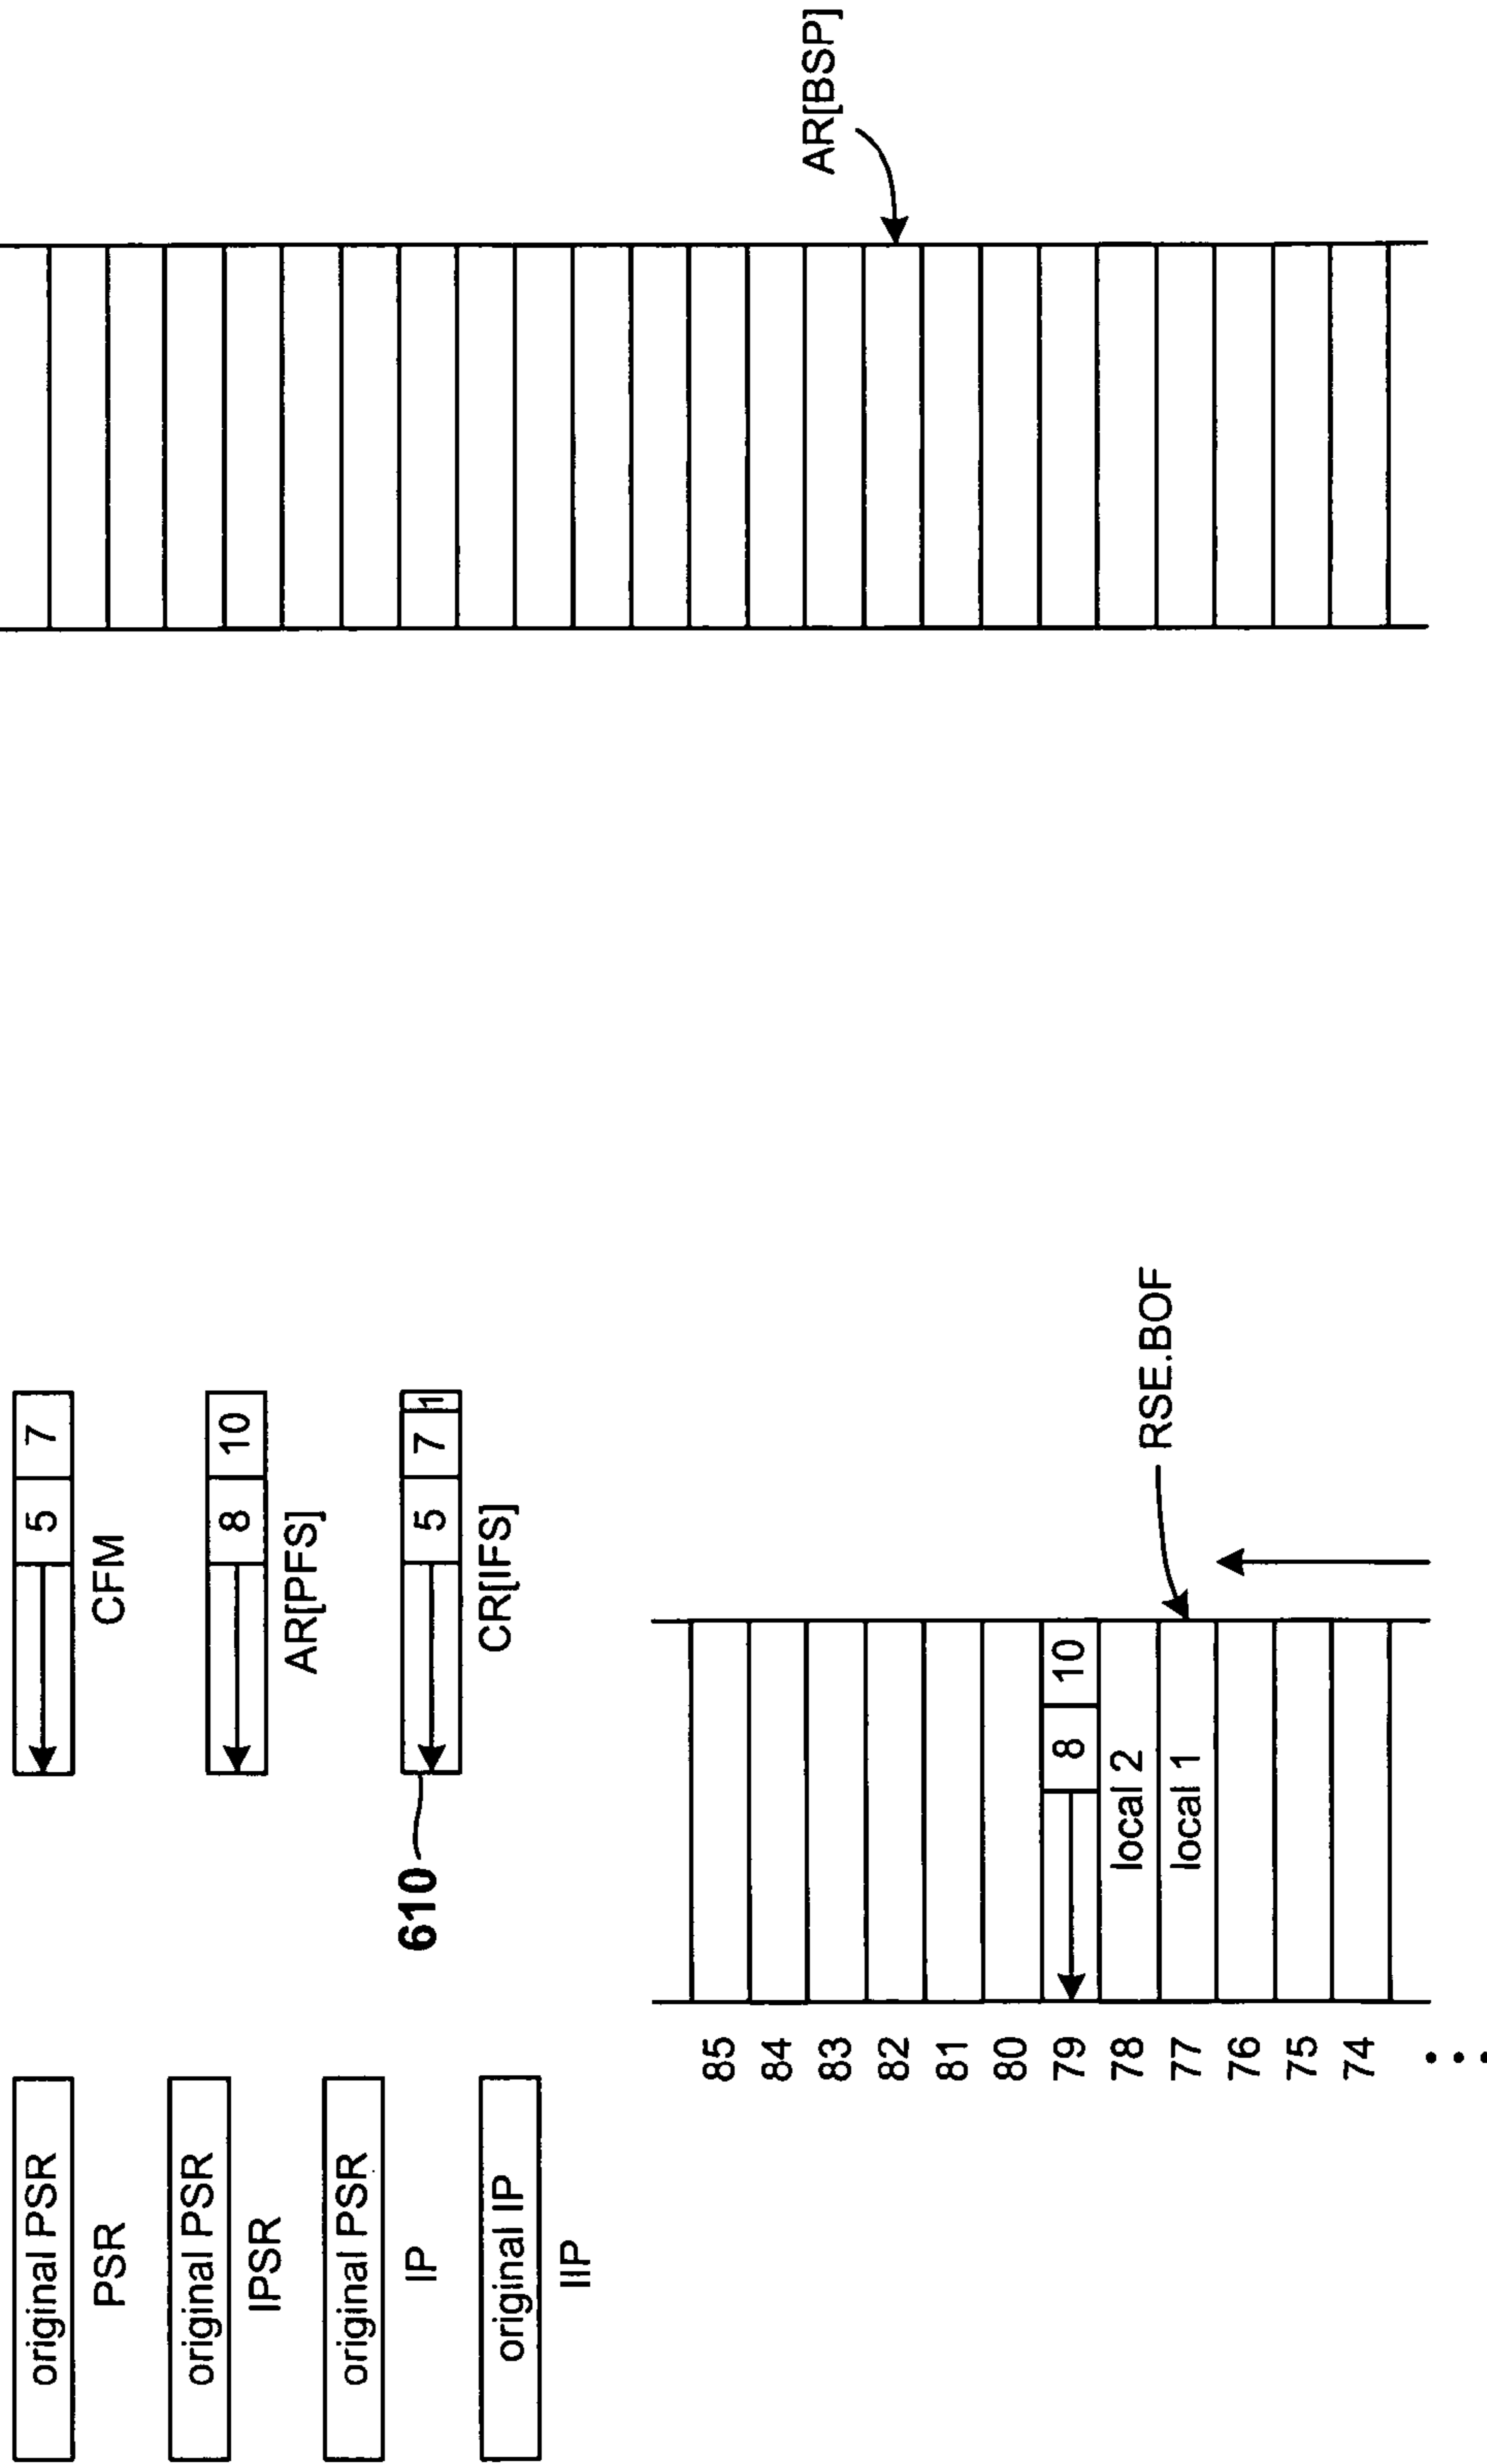 original PSR
PSR
original PSR
IPSR
original PSR
IP
original IP
IIP
5 7
CFM
8 10
AR[PFS]
5 7 1
CR[IFS]
610
85
84
83
82
81
80
79 8 10
78 local 2
77 local 1
76
75
74
RSE.BOF
AR[BSP]